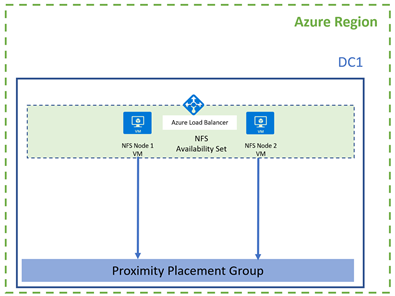 Azure Region
DC1
Azure Load Balancer
VM
VM
NFS
Availability Set
NFS Node 1
VM
NFS Node 2
VM
Proximity Placement Group